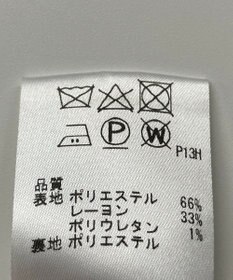 P W P13H
品質
表地 ポリエステル 66%
レーヨン 33%
ポリウレタン 1%
裏地 ポリエステル